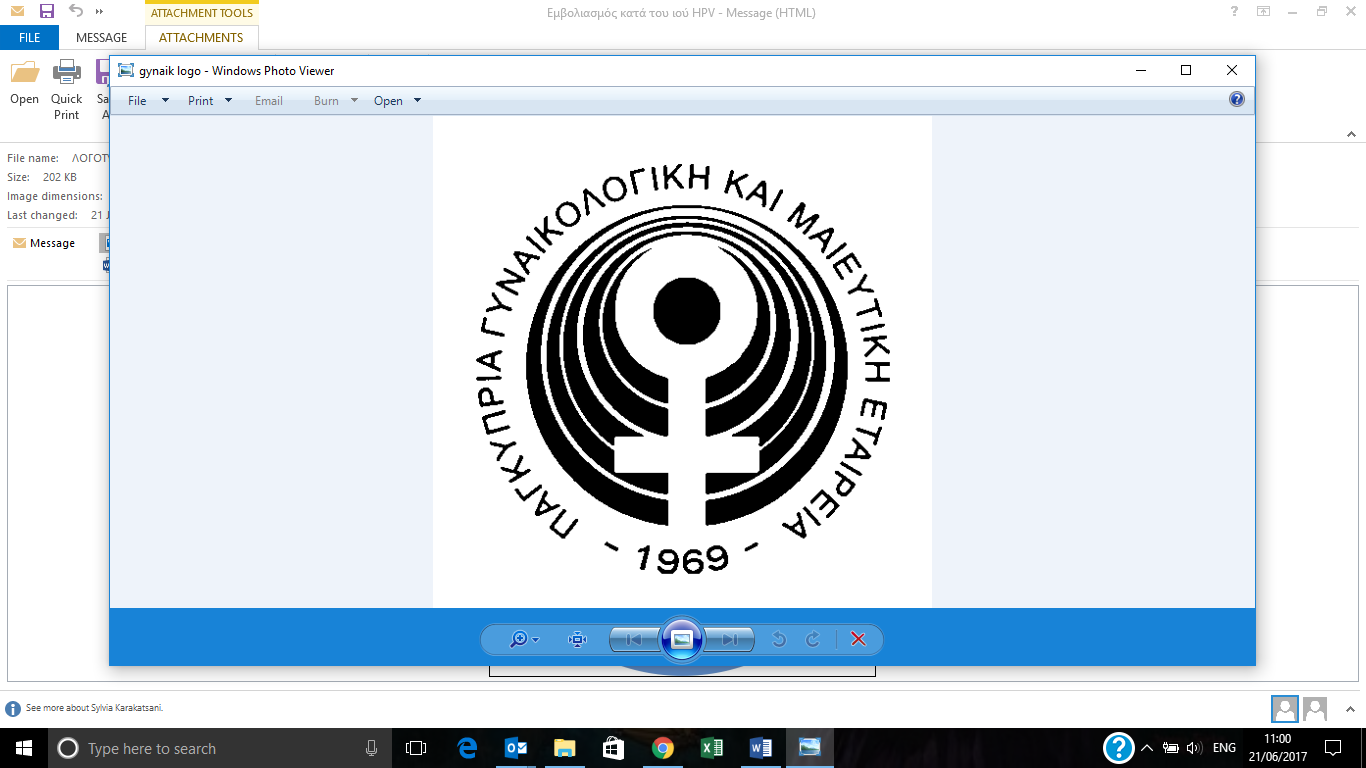 ATTACHMENT TOOLS
Εμβολιασμός κατά του ιού HPV - Message (HTML)
FILE MESSAGE ATTACHMENTS
gynaik logo - Windows Photo Viewer
File Print Email Burn Open
Open Quick Print
File name:
Size: 202 KB
Image dimensions:
Last changed: 21
Message
ΠΑΓΚΥΠΡΙΑ ΓΥΝΑΙΚΟΛΟΓΙΚΗ ΚΑΙ ΜΑΙΕΥΤΙΚΗ ΕΤΑΙΡΕΙΑ
- 1969 -
See more about Sylvia Karakatsani.
Type here to search
ENG
11:00
21/06/2017